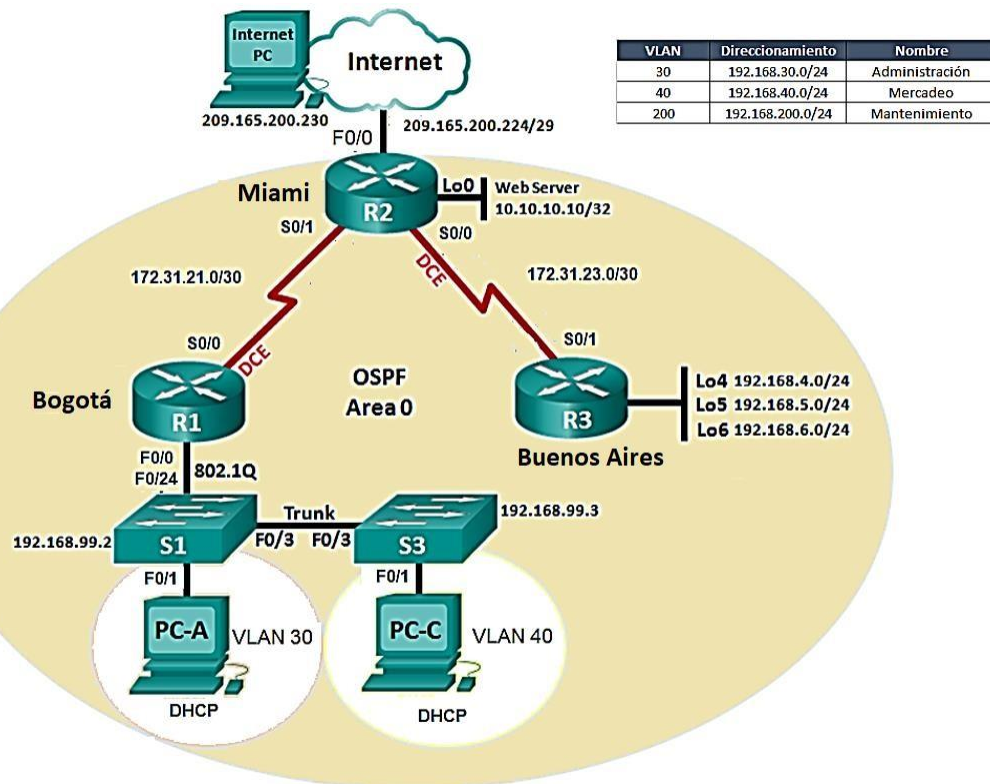 Internet
PC
Internet
209.165.200.230
209.165.200.224/29
F0/0
VLAN Direccionamiento Nombre
30 192.168.30.0/24 Administración
40 192.168.40.0/24 Mercadeo
200 192.168.200.0/24 Mantenimiento
Miami
R2
Lo0
Web Server
10.10.10.10/32
S0/1
S0/0
DCE
172.31.21.0/30
172.31.23.0/30
S0/0
DCE
S0/1
Bogotá
R1
OSPF
Area 0
R3
Buenos Aires
Lo4 192.168.4.0/24
Lo5 192.168.5.0/24
Lo6 192.168.6.0/24
F0/0
F0/24
802.1Q
192.168.99.2
S1
Trunk
F0/3 F0/3
S3
192.168.99.3
F0/1
F0/1
PC-A
VLAN 30
DHCP
PC-C
VLAN 40
DHCP